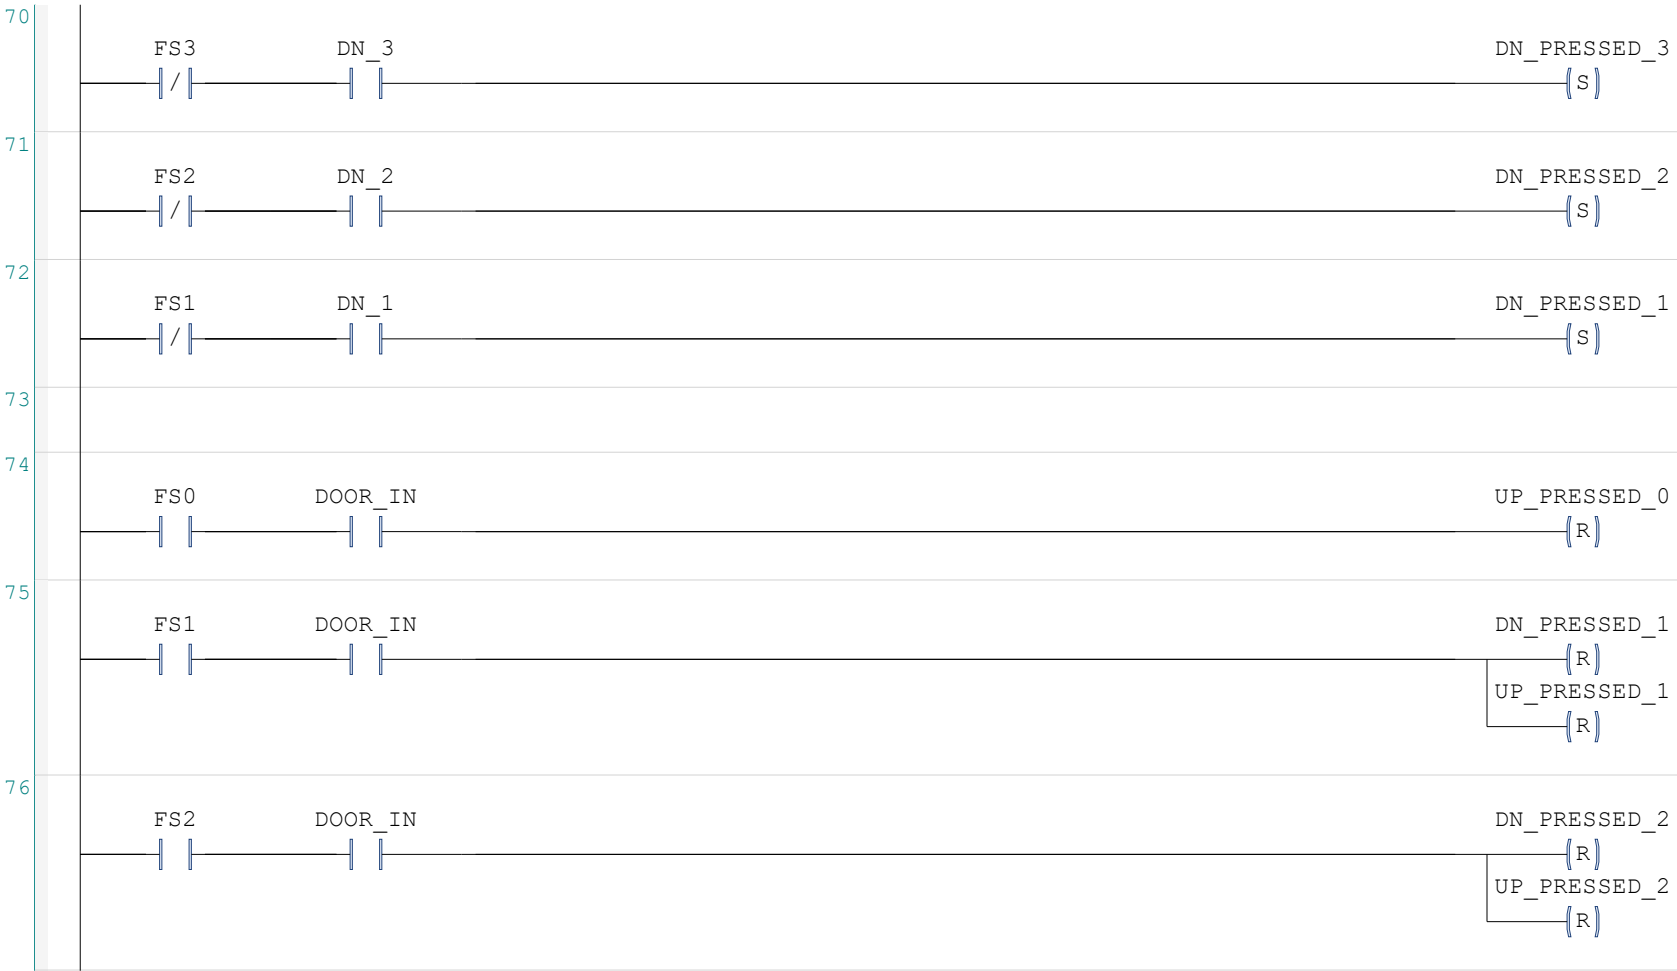 70
FS3 DN_3 DN_PRESSED_3
/ S
71
FS2 DN_2 DN_PRESSED_2
/ S
72
FS1 DN_1 DN_PRESSED_1
/ S
73
74
FS0 DOOR_IN UP_PRESSED_0
R
75
FS1 DOOR_IN DN_PRESSED_1
R
UP_PRESSED_1
R
76
FS2 DOOR_IN DN_PRESSED_2
R
UP_PRESSED_2
R